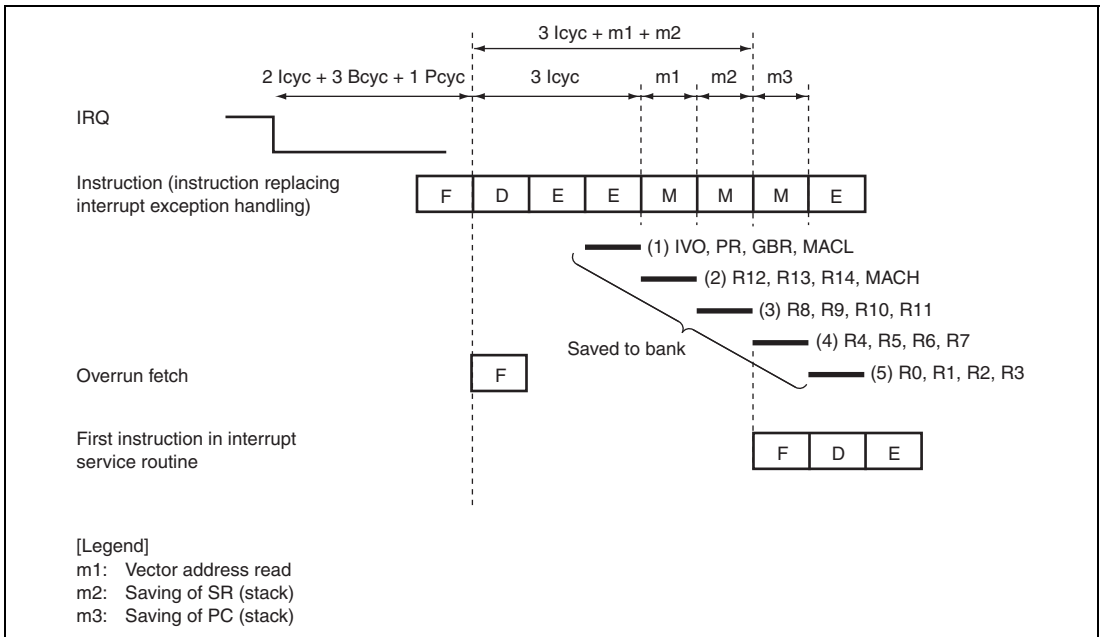 3 Icyc + m1 + m2
2 Icyc + 3 Bcyc + 1 Pcyc
3 Icyc
m1
m2
m3
IRQ
Instruction (instruction replacing
interrupt exception handling)
F D E E M M M E
(1) IVO, PR, GBR, MACL
(2) R12, R13, R14, MACH
(3) R8, R9, R10, R11
(4) R4, R5, R6, R7
Saved to bank
(5) R0, R1, R2, R3
Overrun fetch
F
First instruction in interrupt
service routine
F D E
[Legend]
m1: Vector address read
m2: Saving of SR (stack)
m3: Saving of PC (stack)